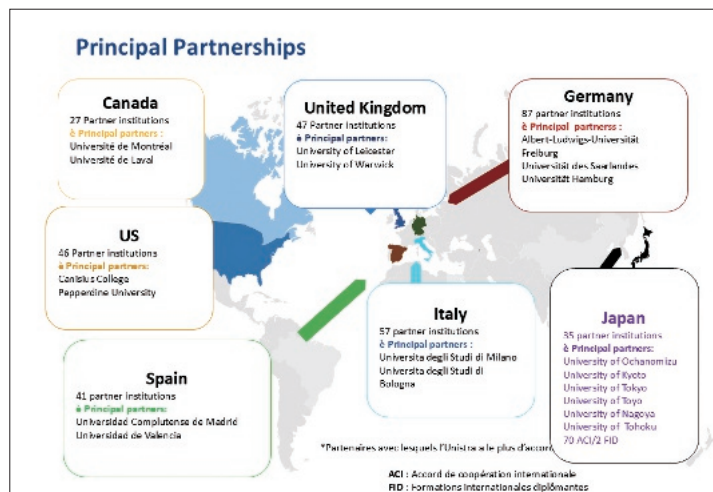 Principal Partnerships
Canada
27 Partner institutions
è Principal partners :
Université de Montréal
Université de Laval
United Kingdom
47 Partner institutions
è Principal partners:
University of Leicester
University of Warwick
Germany
87 partner institutions
è Principal partnerss :
Albert-Ludwigs-Universität
Freiburg
Universität des Saarlandes
Universität Hamburg
US
46 Partner institutions
è Principal partners:
Canisius College
Pepperdine University
Italy
57 partner institutions
è Principal partners :
Universita degli Studi di Milano
Universita degli Studi di
Bologna
Japan
35 partner institutions
è Principal partners:
University of Ochanomizu
University of Kyoto
University of Tokyo
University of Toyo
University of Nagoya
University of Tohoku
70 ACI/2 FID
Spain
41 partner institutions
è Principal partners:
Universidad Complutense de Madrid
Universidad de Valencia
*Partenaires avec lesquels l'Unistra a le plus
ACI : Accord de coopération internationale
FID : Formations internationales diplômantes